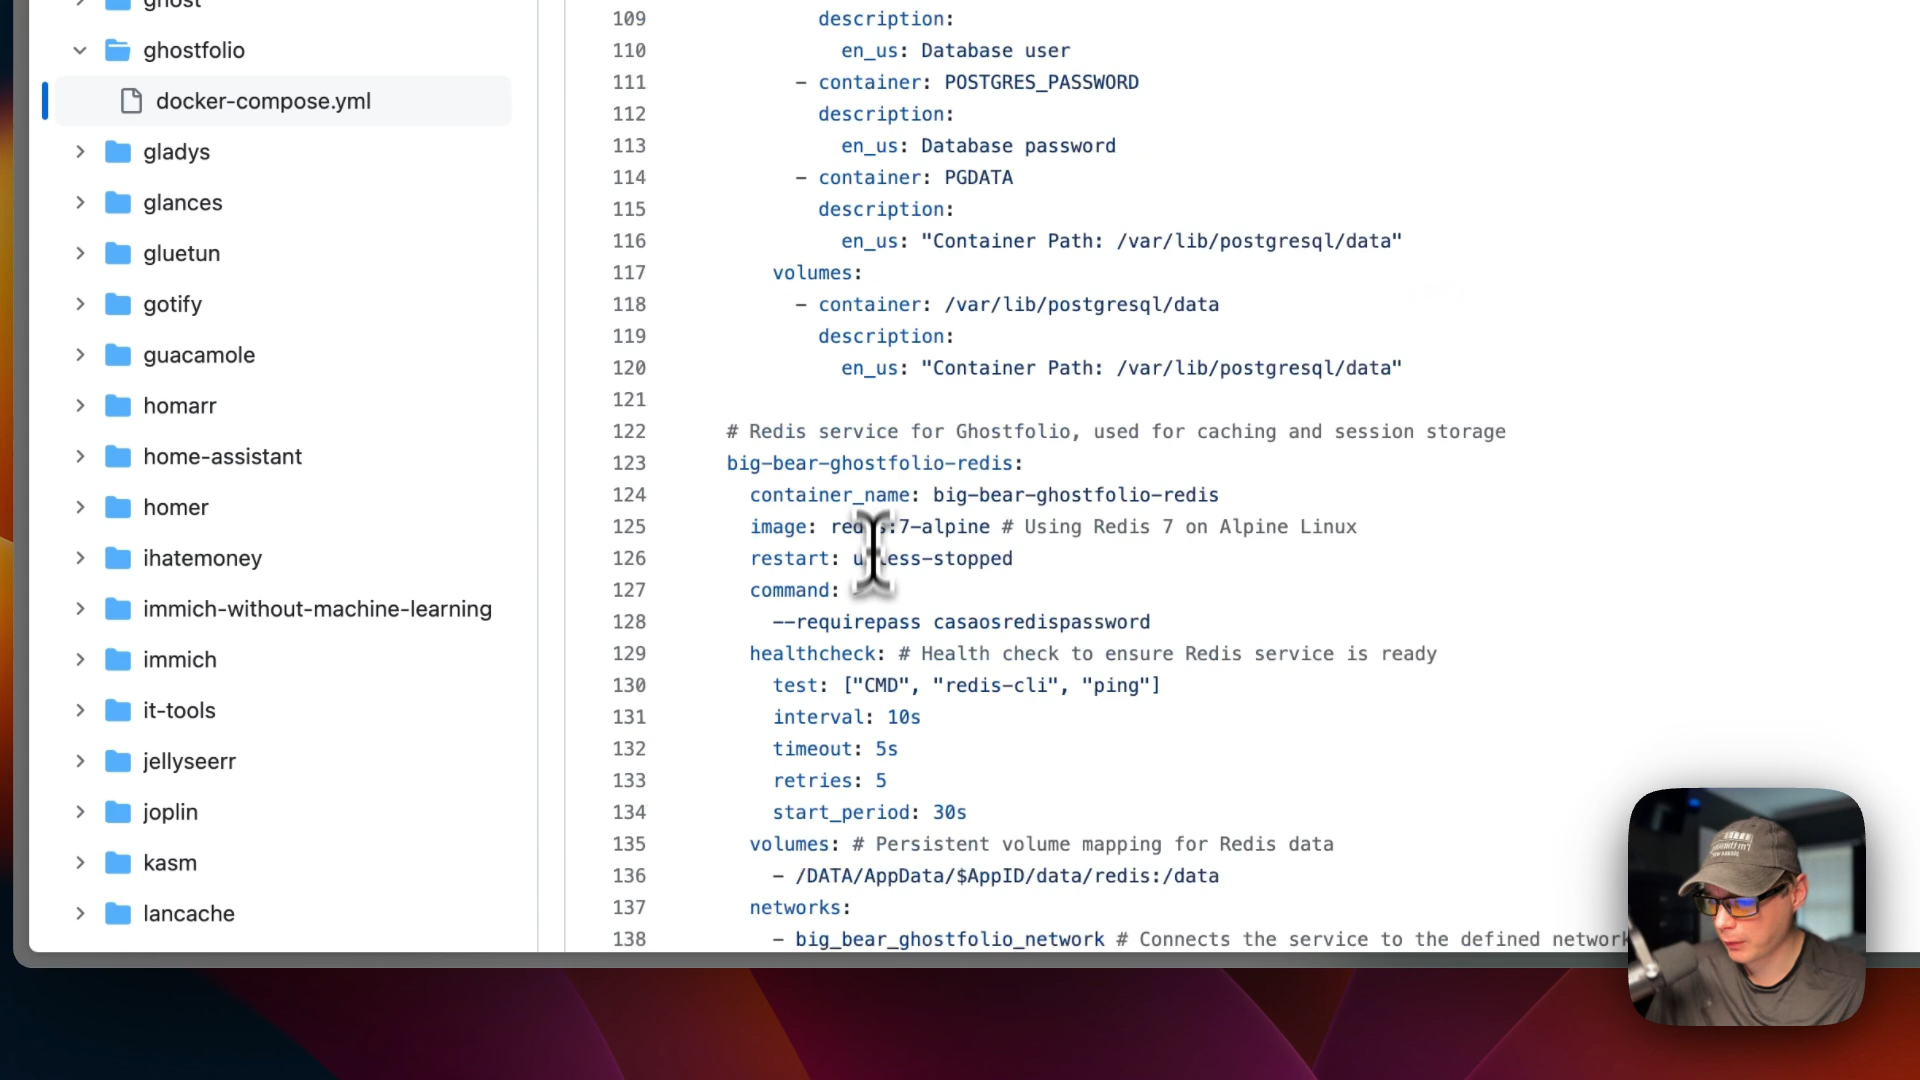 ghost
ghostfolio
docker-compose.yml
gladys
glances
gluetun
gotify
guacamole
homarr
home-assistant
homer
ihatemoney
immich-without-machine-learning
immich
it-tools
jellyseerr
joplin
kasm
lancache
109 description:
110 en_us: Database user
111 - container: POSTGRES_PASSWORD
112 description:
113 en_us: Database password
114 - container: PGDATA
115 description:
116 en_us: "Container Path: /var/lib/postgresql/data"
117 volumes:
118 - container: /var/lib/postgresql/data
119 description:
120 en_us: "Container Path: /var/lib/postgresql/data"
121
122 # Redis service for Ghostfolio, used for caching and session storage
123 big-bear-ghostfolio-redis:
124 container_name: big-bear-ghostfolio-redis
125 image: redis:7-alpine # Using Redis 7 on Alpine Linux
126 restart: unless-stopped
127 command:
128 --requirepass casaosredispassword
129 healthcheck: # Health check to ensure Redis service is ready
130 test: ["CMD", "redis-cli", "ping"]
131 interval: 10s
132 timeout: 5s
133 retries: 5
134 start_period: 30s
135 volumes: # Persistent volume mapping for Redis data
136 - /DATA/AppData/$AppID/data/redis:/data
137 networks:
138 - big_bear_ghostfolio_network # Connects the service to the defined network